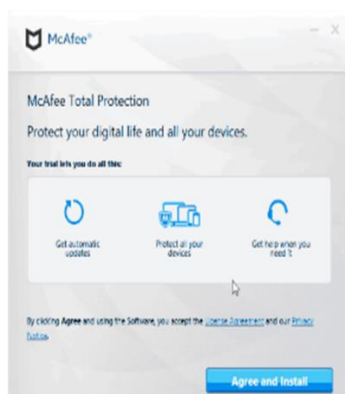 McAfee®
McAfee Total Protection
Protect your digital life and all your devices.
Your trial lets you do all this:
Get automatic
updates
Protect all your
devices
Get help when you
need it
By clicking Agree and using the Software, you accept the License Agreement and our Privacy
Notice.
Agree and Install